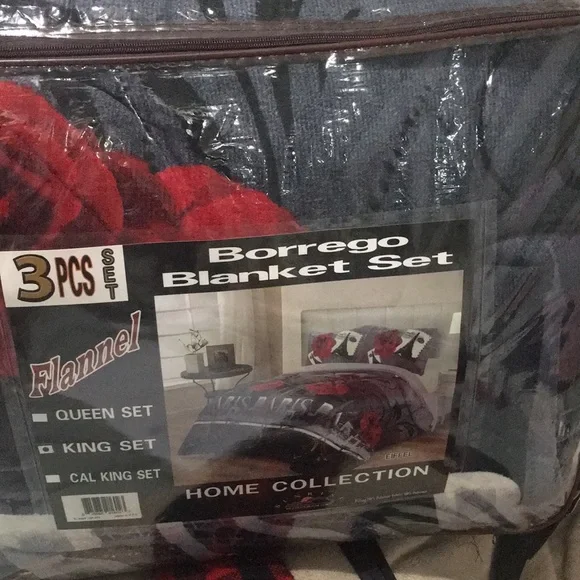 Borrego
Blanket Set
3 PCS SET
Flannel
QUEEN SET
KING SET
CAL KING SET
HOME COLLECTION